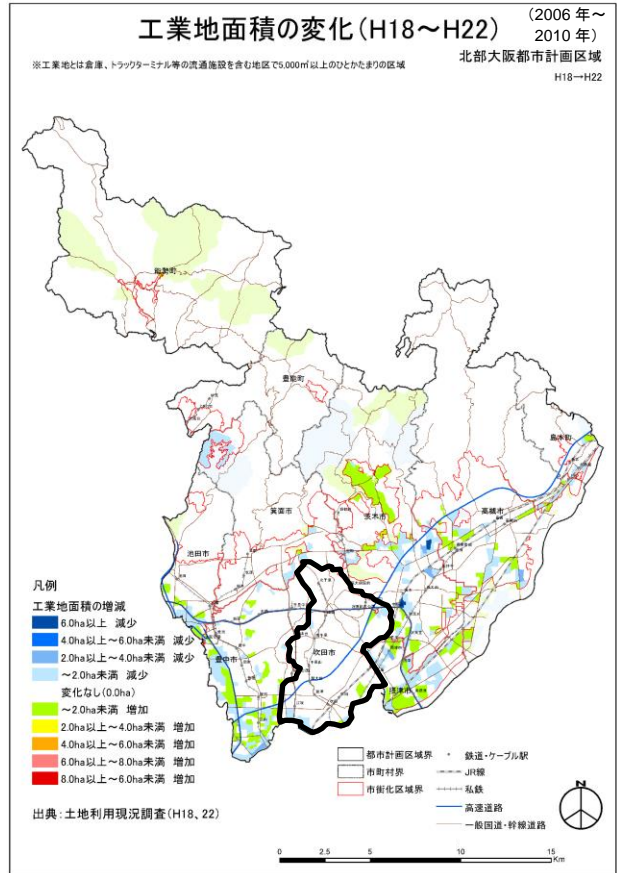 工業地面積の変化(H18～H22)
(2006 年～
2010 年)
※工業地とは倉庫、トラックターミナル等の流通施設を含む地区で5,000㎡以上のひとかたまりの区域
北部大阪都市計画区域
H18→H22
能勢町
豊能町
島本町
高槻市
茨木市
箕面市
池田市
吹田市
豊中市
摂津市
凡例
工業地面積の増減
6.0ha以上 減少
4.0ha以上～6.0ha未満 減少
2.0ha以上～4.0ha未満 減少
～2.0ha未満 減少
変化なし(0.0ha)
～2.0ha未満 増加
2.0ha以上～4.0ha未満 増加
4.0ha以上～6.0ha未満 増加
6.0ha以上～8.0ha未満 増加
8.0ha以上～6.0ha未満 増加
都市計画区域界
市町村界
市街化区域界
鉄道・ケーブル駅
JR線
私鉄
高速道路
一般国道・幹線道路
N
出典：土地利用現況調査(H18、22)
0 2.5 5 10 15
Km